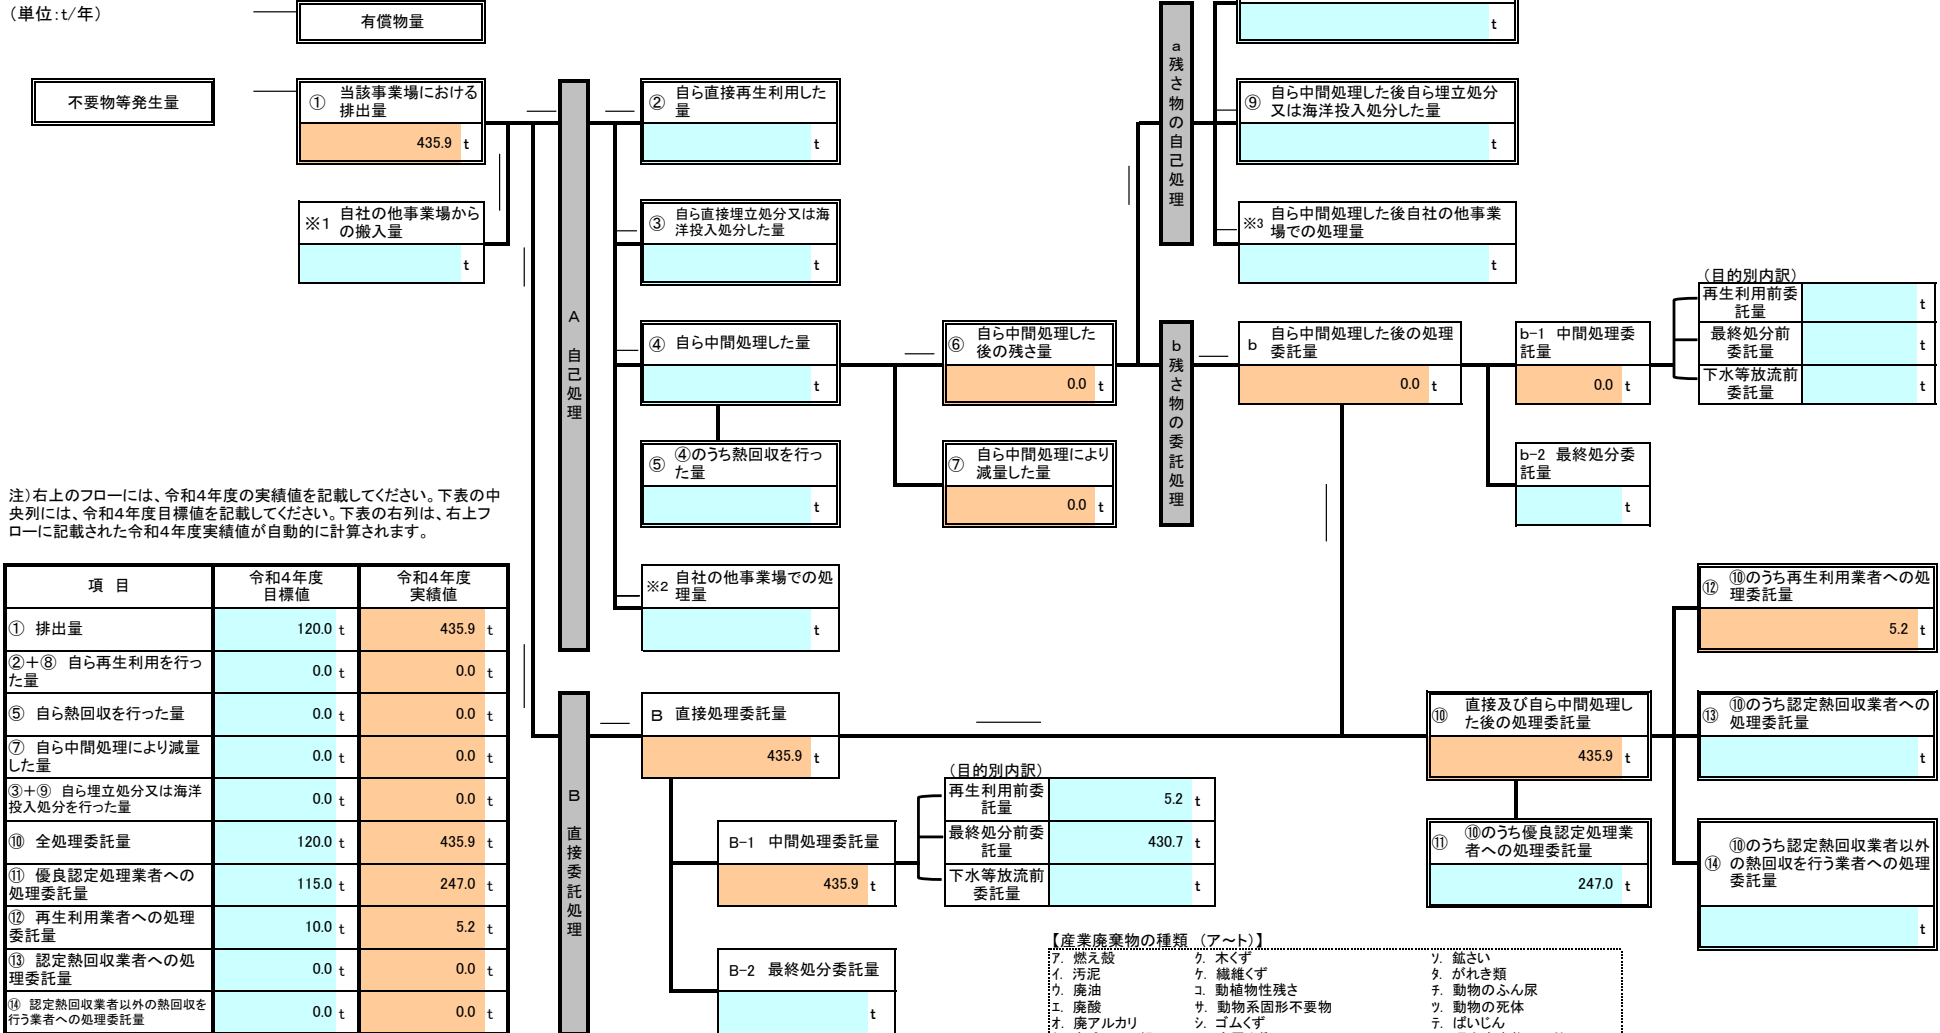 (単位:t/年)
有償物量
t
不要物等発生量
① 当該事業場における
排出量
435.9 t
② 自ら直接再生利用した
量
t
⑨ 自ら中間処理した後自ら埋立処分
又は海洋投入処分した量
t
※1 自社の他事業場から
の搬入量
t
③ 自ら直接埋立処分又は海
洋投入処分した量
t
※3 自ら中間処理した後自社の他事業
場での処理量
t
A 自己処理
a 残さ物の自己処理
④ 自ら中間処理した量
t
⑥ 自ら中間処理した
後の残さ量
0.0 t
b 残さ物の委託処理
b 自ら中間処理した後の処理
委託量
0.0 t
b-1 中間処理委
託量
0.0 t
(目的別内訳)
再生利用前委
託量
t
最終処分前
委託量
t
下水等放流前
委託量
t
⑤ ④のうち熱回収を行っ
た量
t
⑦ 自ら中間処理により
減量した量
0.0 t
b-2 最終処分委
託量
t
注)右上のフローには、令和4年度の実績値を記載してください。下表の中
央列には、令和4年度目標値を記載してください。下表の右列は、右上フ
ローに記載された令和4年度実績値が自動的に計算されます。
※2 自社の他事業場での処
理量
t
項 目 令和4年度
目標値 令和4年度
実績値
① 排出量 120.0 t 435.9 t
②+⑧ 自ら再生利用を行っ
た量 0.0 t 0.0 t
⑤ 自ら熱回収を行った量 0.0 t 0.0 t
⑦ 自ら中間処理により減量
した量 0.0 t 0.0 t
③+⑨ 自ら埋立処分又は海洋
投入処分を行った量 0.0 t 0.0 t
⑩ 全処理委託量 120.0 t 435.9 t
⑪ 優良認定処理業者への
処理委託量 115.0 t 247.0 t
⑫ 再生利用業者への処理
委託量 10.0 t 5.2 t
⑬ 認定熱回収業者への処
理委託量 0.0 t 0.0 t
⑭ 認定熱回収業者以外の熱回収を
行う業者への処理委託量 0.0 t 0.0 t
B 直接委託処理
B 直接処理委託量
435.9 t
B-1 中間処理委託量
435.9 t
(目的別内訳)
再生利用前委
託量 5.2 t
最終処分前委
託量 430.7 t
下水等放流前
委託量 t
B-2 最終処分委託量
t
⑩ 直接及び自ら中間処理し
た後の処理委託量
435.9 t
⑪ ⑩のうち優良認定処理業
者への処理委託量
247.0 t
⑫ ⑩のうち再生利用業者への処
理委託量
5.2 t
⑬ ⑩のうち認定熱回収業者への
処理委託量
t
⑭ ⑩のうち認定熱回収業者以外
の熱回収を行う業者への処理
委託量
t
【産業廃棄物の種類 (ア~ト)】
ア. 燃え殻 ク. 木くず ソ. 鉱さい
イ. 汚泥 ケ. 繊維くず タ. がれき類
ウ. 廃油 コ. 動植物性残さ チ. 動物のふん尿
エ. 廃酸 サ. 動物系固形不要物 ツ. 動物の死体
オ. 廃アルカリ シ. ゴムくず テ. ばいじん